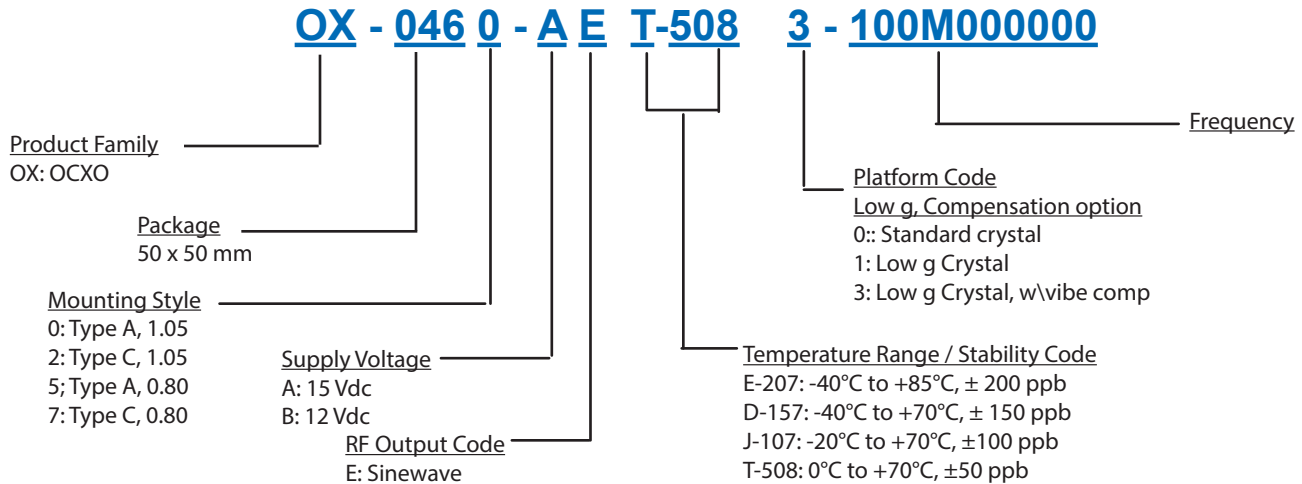 OX - 046 0 - A E T-508 3 - 100M000000
Product Family
OX: OCXO
Package
50 x 50 mm
Mounting Style
0: Type A, 1.05
2: Type C, 1.05
5; Type A, 0.80
7: Type C, 0.80
Supply Voltage
A: 15 Vdc
B: 12 Vdc
RF Output Code
E: Sinewave
Temperature Range / Stability Code
E-207: -40°C to +85°C, ± 200 ppb
D-157: -40°C to +70°C, ± 150 ppb
J-107: -20°C to +70°C, ±100 ppb
T-508: 0°C to +70°C, ±50 ppb
Platform Code
Low g, Compensation option
0:: Standard crystal
1: Low g Crystal
3: Low g Crystal, w\vibe comp
Frequency